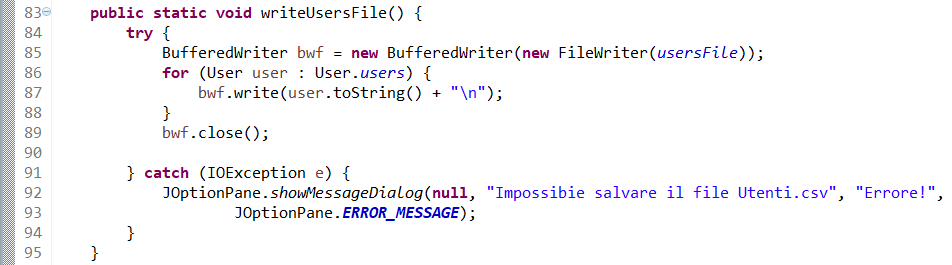 83 public static void writeUsersFile() {
84 try {
85 BufferedWriter bwf = new BufferedWriter(new FileWriter(usersFile));
86 for (User user : User.users) {
87 bwf.write(user.toString() + "\n");
88 }
89 bwf.close();
90
91 } catch (IOException e) {
92 JOptionPane.showMessageDialog(null, "Impossibie salvare il file Utenti.csv", "Errore!",
93 JOptionPane.ERROR_MESSAGE);
94 }
95 }